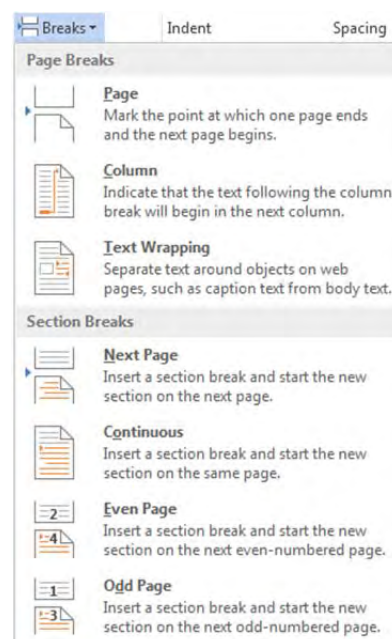 Breaks Indent Spacing
Page Breaks
Page
Mark the point at which one page ends
and the next page begins.
Column
Indicate that the text following the column
break will begin in the next column.
Text Wrapping
Separate text around objects on web
pages, such as caption text from body text.
Section Breaks
Next Page
Insert a section break and start the new
section on the next page.
Continuous
Insert a section break and start the new
section on the same page.
2
4
Even Page
Insert a section break and start the new
section on the next even-numbered page.
1
3
Odd Page
Insert a section break and start the new
section on the next odd-numbered page.